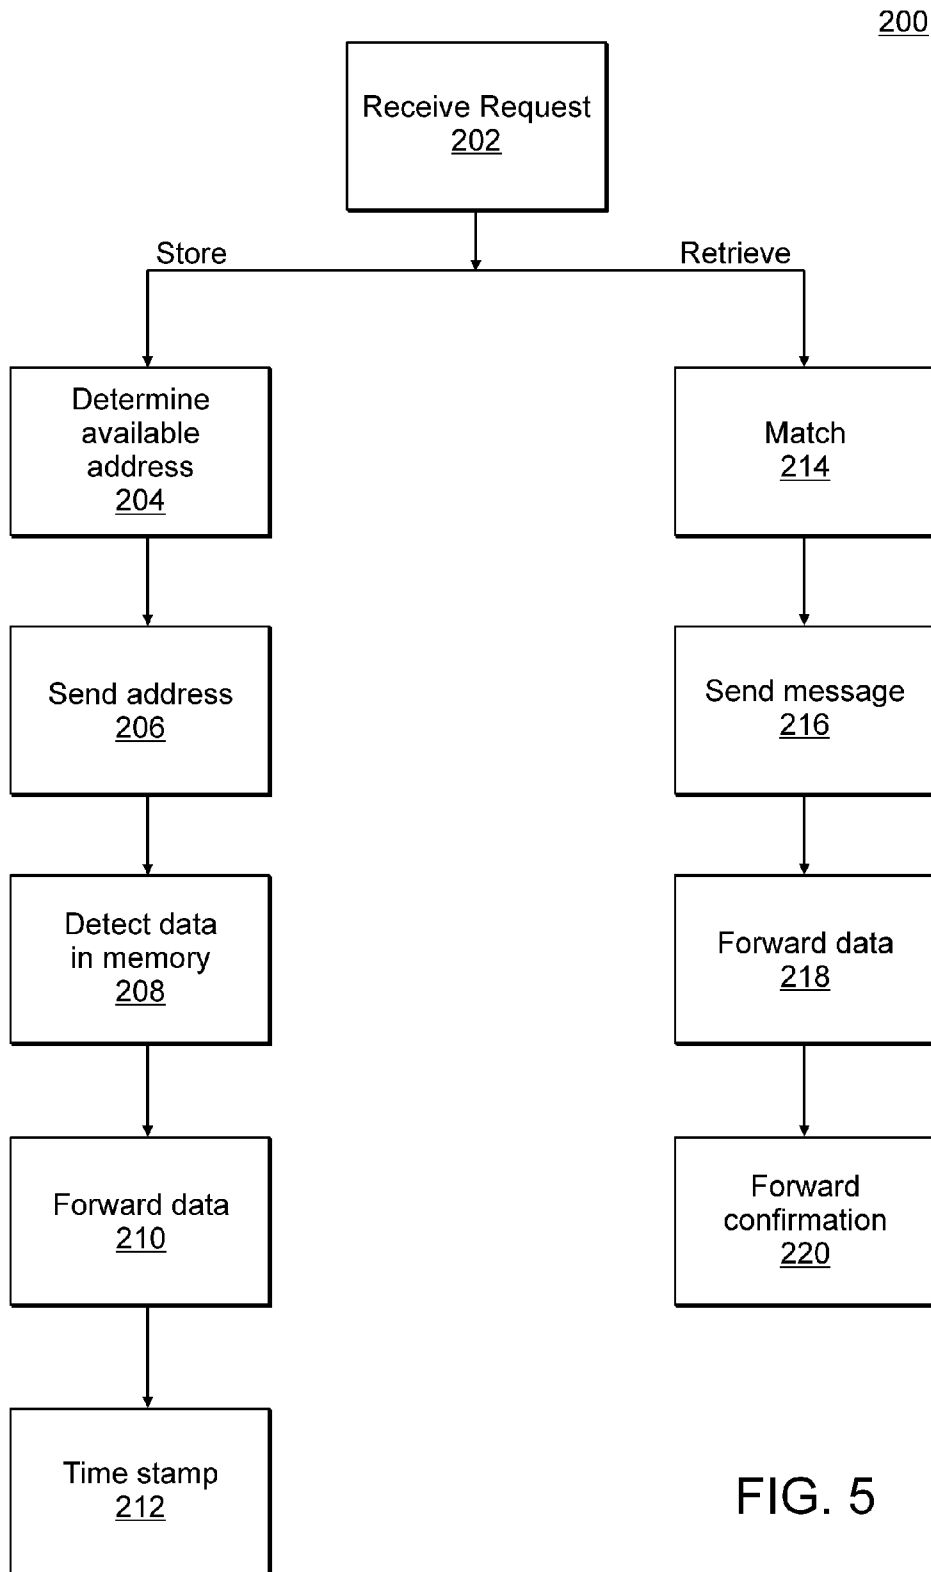 200
Receive Request
202
Store
Retrieve
Determine
available
address
204
Match
214
Send address
206
Send message
216
Detect data
in memory
208
Forward data
218
Forward data
210
Forward
confirmation
220
Time stamp
212
FIG. 5